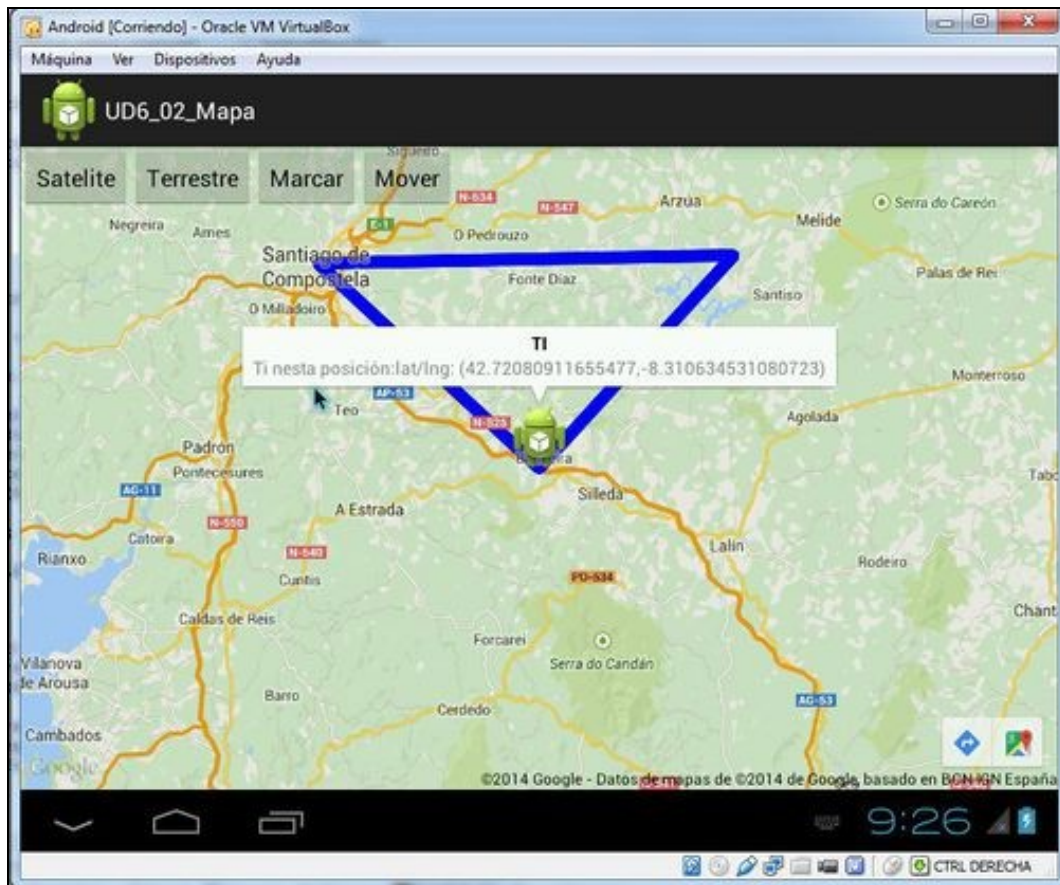 Android [Corriendo] - Oracle VM VirtualBox
Máquina Ver Dispositivos Ayuda
UD6_02_Mapa
Satelite Terrestre Marcar Mover
Sigüeiro
N-634
N-547
Arzúa
Serra do Careón
Negreira
Ames
E-1
O Pedrouzo
Melide
Santiago de
Compostela
Fonte Diaz
Palas de Rei
Santiso
O Milladoiro
TI
Ti nesta posición:lat/lng: (42.72080911655477,-8.310634531080723)
Monterroso
AP-53
Teo
N-525
Agolada
Padrón
Pontecesures
AG-11
Silleda
A Estrada
N-550
Catoira
Lalín
Rianxo
N-640
Rodeiro
Cuntis
PO-534
Caldas de Reis
Chant
Forcarei
Vilanova
de Arousa
Serra do Candán
Barro
AG-53
Cerdedo
Cambados
Google
©2014 Google - Datos de mapas de ©2014 de Google, basado en BCN IGN España
9:26
CTRL DERECHA